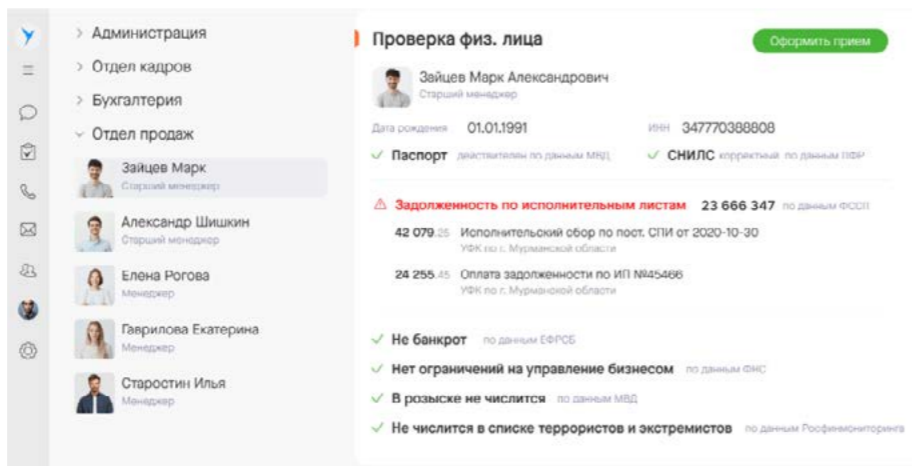 Администрация
Отдел кадров
Бухгалтерия
Отдел продаж
Зайцев Марк
Старший менеджер
Александр Шишкин
Старший менеджер
Елена Рогова
Менеджер
Гаврилова Екатерина
Менеджер
Старостин Илья
Менеджер
Проверка физ. лица
Оформить прием
Зайцев Марк Александрович
Старший менеджер
Дата рождения 01.01.1991 ИНН 347770388808
Паспорт действителен по данным МВД СНИЛС корректный по данным ПФР
Задолженность по исполнительным листам 23 666 347 по данным ФССП
42 079.25 Исполнительский сбор по пост. СПИ от 2020-10-30
УФК по г. Мурманской области
24 255.45 Оплата задолженности по ИП №45466
УФК по г. Мурманской области
Не банкрот по данным ЕФРСБ
Нет ограничений на управление бизнесом по данным ФНС
В розыске не числится по данным МВД
Не числится в списке террористов и экстремистов по данным Росфинмониторинга